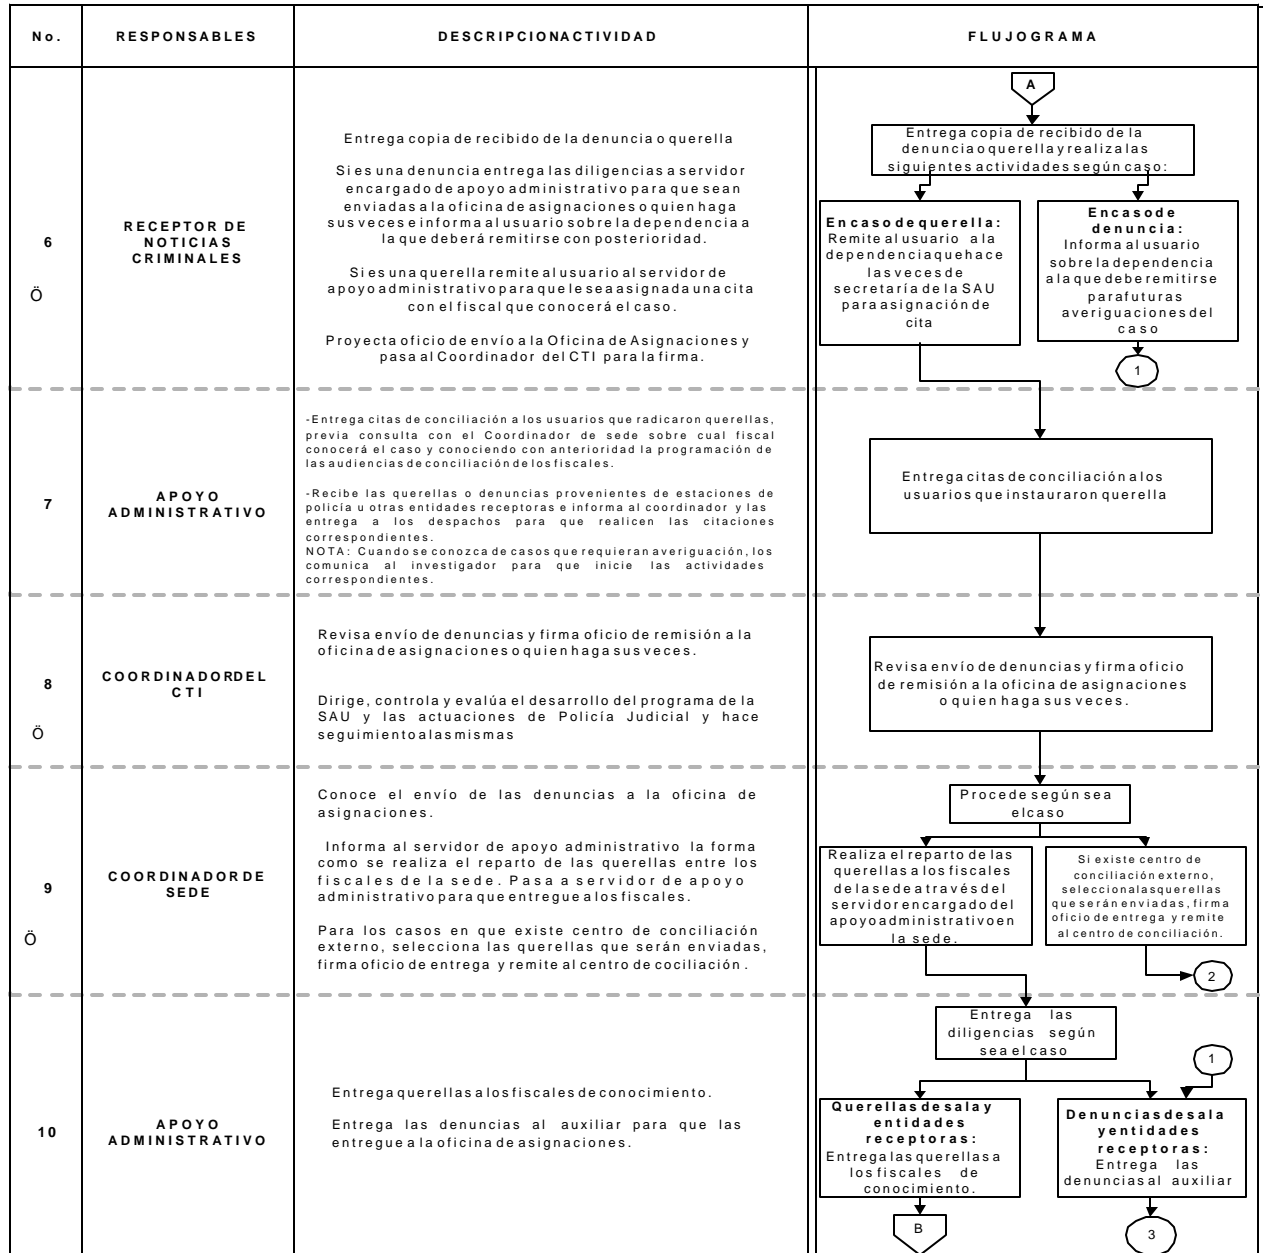 No. RESPONSABLES DESCRIPCION ACTIVIDAD FLUJOGRAMA
6
Ö
RECEPTOR DE
NOTICIAS
CRIMINALES
Entrega copia de recibido de la denuncia o querella
Si es una denuncia entrega las diligencias a servidor
encargado de apoyo administrativo para que sean
enviadas a la oficina de asignaciones o quien haga
sus veces e informa al usuario sobre la dependencia a
la que deberá remitirse con posterioridad.
Si es una querella remite al usuario al servidor de
apoyo administrativo para que le sea asignada una cita
con el fiscal que conocerá el caso.
Proyecta oficio de envío a la Oficina de Asignaciones y
pasa al Coordinador del CTI para la firma.
A
Entrega copia de recibido de la
denuncia o querella y realiza las
siguientes actividades según caso:
En caso de querella:
Remite al usuario a la
dependencia que hace
las veces de
secretaría de la SAU
para asignación de
cita
En caso de
denuncia:
Informa al usuario
sobre la dependencia
a la que debe remitirse
para futuras
averiguaciones del
caso
1
7
APOYO
ADMINISTRATIVO
-Entrega citas de conciliación a los usuarios que radicaron querellas,
previa consulta con el Coordinador de sede sobre cual fiscal
conocerá el caso y conociendo con anterioridad la programación de
las audiencias de conciliación de los fiscales.
-Recibe las querellas o denuncias provenientes de estaciones de
policía u otras entidades receptoras e informa al coordinador y las
entrega a los despachos para que realicen las citaciones
correspondientes.
NOTA: Cuando se conozca de casos que requieran averiguación, los
comunica al investigador para que inicie las actividades
correspondientes.
Entrega citas de conciliación a los
usuarios que instauraron querella
8
Ö
COORDINADOR DEL
CTI
Revisa envío de denuncias y firma oficio de remisión a la
oficina de asignaciones o quien haga sus veces.
Dirige, controla y evalúa el desarrollo del programa de la
SAU y las actuaciones de Policía Judicial y hace
seguimiento a las mismas
Revisa envío de denuncias y firma oficio
de remisión a la oficina de asignaciones
o quien haga sus veces.
9
Ö
COORDINADOR DE
SEDE
Conoce el envío de las denuncias a la oficina de
asignaciones.
Informa al servidor de apoyo administrativo la forma
como se realiza el reparto de las querellas entre los
fiscales de la sede. Pasa a servidor de apoyo
administrativo para que entregue a los fiscales.
Para los casos en que existe centro de conciliación
externo, selecciona las querellas que serán enviadas,
firma oficio de entrega y remite al centro de cociliación.
Procede según sea
el caso
Realiza el reparto de las
querellas a los fiscales
de la sede a través del
servidor encargado del
apoyo administrativo en
la sede.
Si existe centro de
conciliación externo,
selecciona las querellas
que serán enviadas, firma
oficio de entrega y remite
al centro de conciliación.
2
10
APOYO
ADMINISTRATIVO
Entrega querellas a los fiscales de conocimiento.
Entrega las denuncias al auxiliar para que las
entregue a la oficina de asignaciones.
Entrega las
diligencias según
sea el caso
1
Querellas de sala y
entidades
receptoras:
Entrega las querellas a
los fiscales de
conocimiento.
Denuncias de sala
y entidades
receptoras:
Entrega las
denuncias al auxiliar
B
3